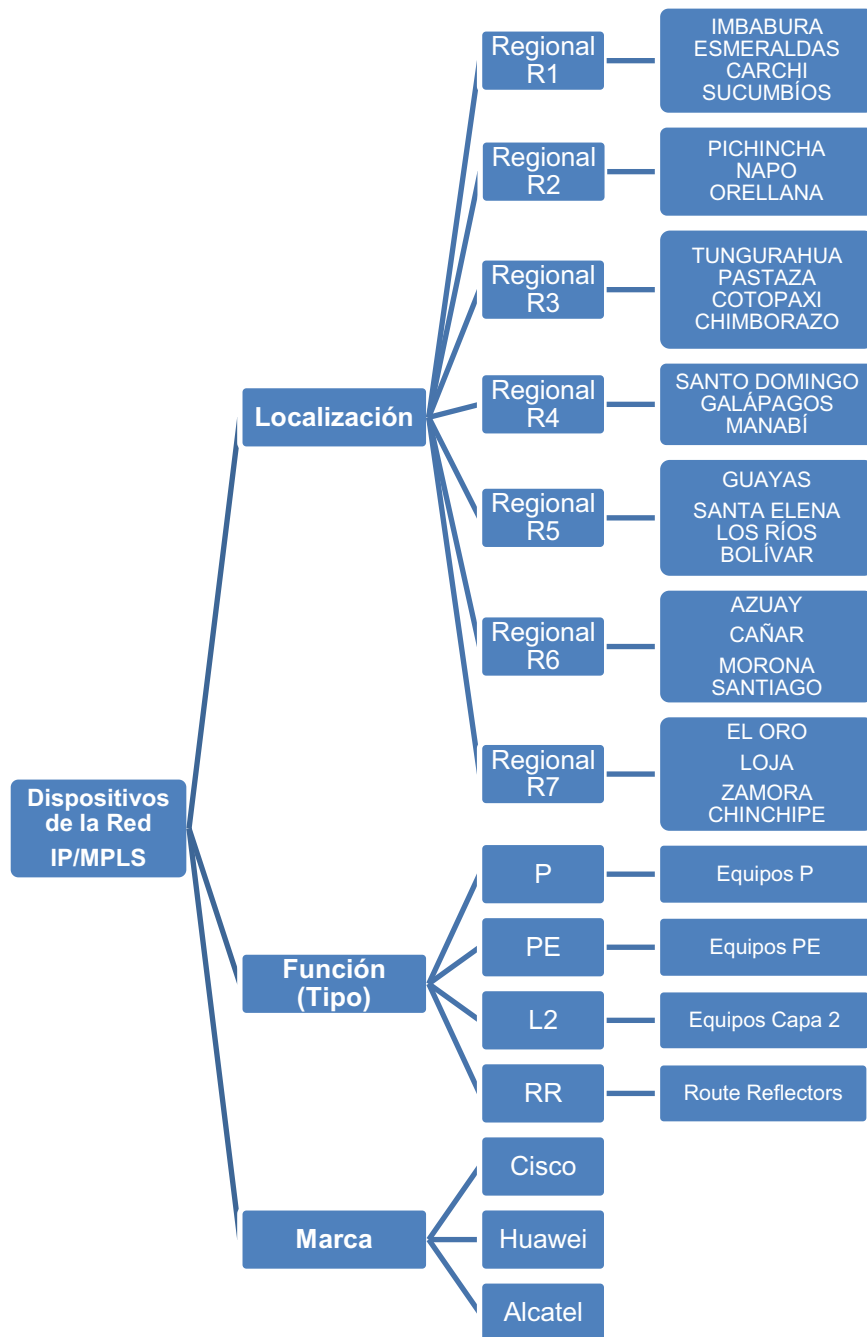 Regional
R1
IMBABURA
ESMERALDAS
CARCHI
SUCUMBÍOS
Regional
R2
PICHINCHA
NAPO
ORELLANA
Regional
R3
TUNGURAHUA
PASTAZA
COTOPAXI
CHIMBORAZO
Localización
Regional
R4
SANTO DOMINGO
GALÁPAGOS
MANABÍ
Regional
R5
GUAYAS
SANTA ELENA
LOS RÍOS
BOLÍVAR
Regional
R6
AZUAY
CAÑAR
MORONA
SANTIAGO
Regional
R7
EL ORO
LOJA
ZAMORA
CHINCHIPE
Dispositivos
de la Red
IP/MPLS
P
Equipos P
PE
Equipos PE
Función
(Tipo)
L2
Equipos Capa 2
RR
Route Reflectors
Cisco
Marca
Huawei
Alcatel